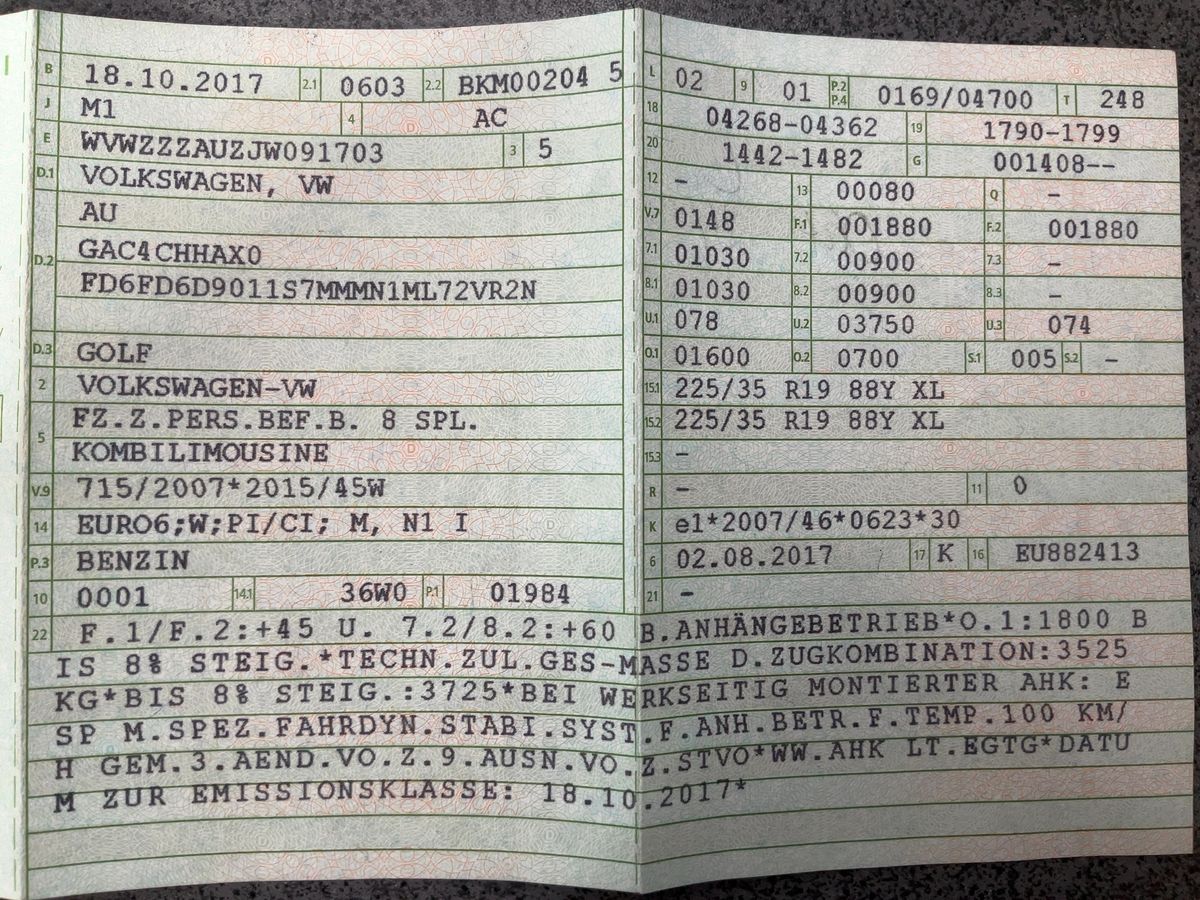 B 18.10.2017 2.1 0603 2.2 BKM00204 5
J M1 4 AC
E WVWZZZAUZJW091703 3 5
D.1 VOLKSWAGEN, VW
AU
D.2 GAC4CHHAX0
FD6FD6D9011S7MMMN1ML72VR2N
D.3 GOLF
2 VOLKSWAGEN-VW
FZ.Z.PERS.BEF.B. 8 SPL.
5 KOMBILIMOUSINE
V.9 715/2007*2015/45W
14 EURO6;W;PI/CI; M, N1 I
P.3 BENZIN
10 0001 14.1 36W0 P.1 01984
L 02 9 01 P.2 P.4 0169/04700 T 248
18 04268-04362 19 1790-1799
20 1442-1482 G 001408--
12 - 13 00080 Q -
V.7 0148 F.1 001880 F.2 001880
7.1 01030 7.2 00900 7.3 -
8.1 01030 8.2 00900 8.3 -
U.1 078 U.2 03750 U.3 074
O.1 01600 O.2 0700 S.1 005 S.2 -
15.1 225/35 R19 88Y XL
15.2 225/35 R19 88Y XL
15.3 -
R - 11 0
K e1*2007/46*0623*30
6 02.08.2017 17 K 16 EU882413
21 -
22 F.1/F.2:+45 U. 7.2/8.2:+60 B.ANHÄNGEBETRIEB*O.1:1800 B
IS 8% STEIG.*TECHN.ZUL.GES-MASSE D.ZUGKOMBINATION:3525
KG*BIS 8% STEIG.:3725*BEI WERKSEITIG MONTIERTER AHK: E
SP M.SPEZ.FAHRDYN.STABI.SYST.F.ANH.BETR.F.TEMP.100 KM/
H GEM.3.AEND.VO.Z.9.AUSN.VO.Z.STVO*WW.AHK LT.EGTG*DATU
M ZUR EMISSIONSKLASSE: 18.10.2017*